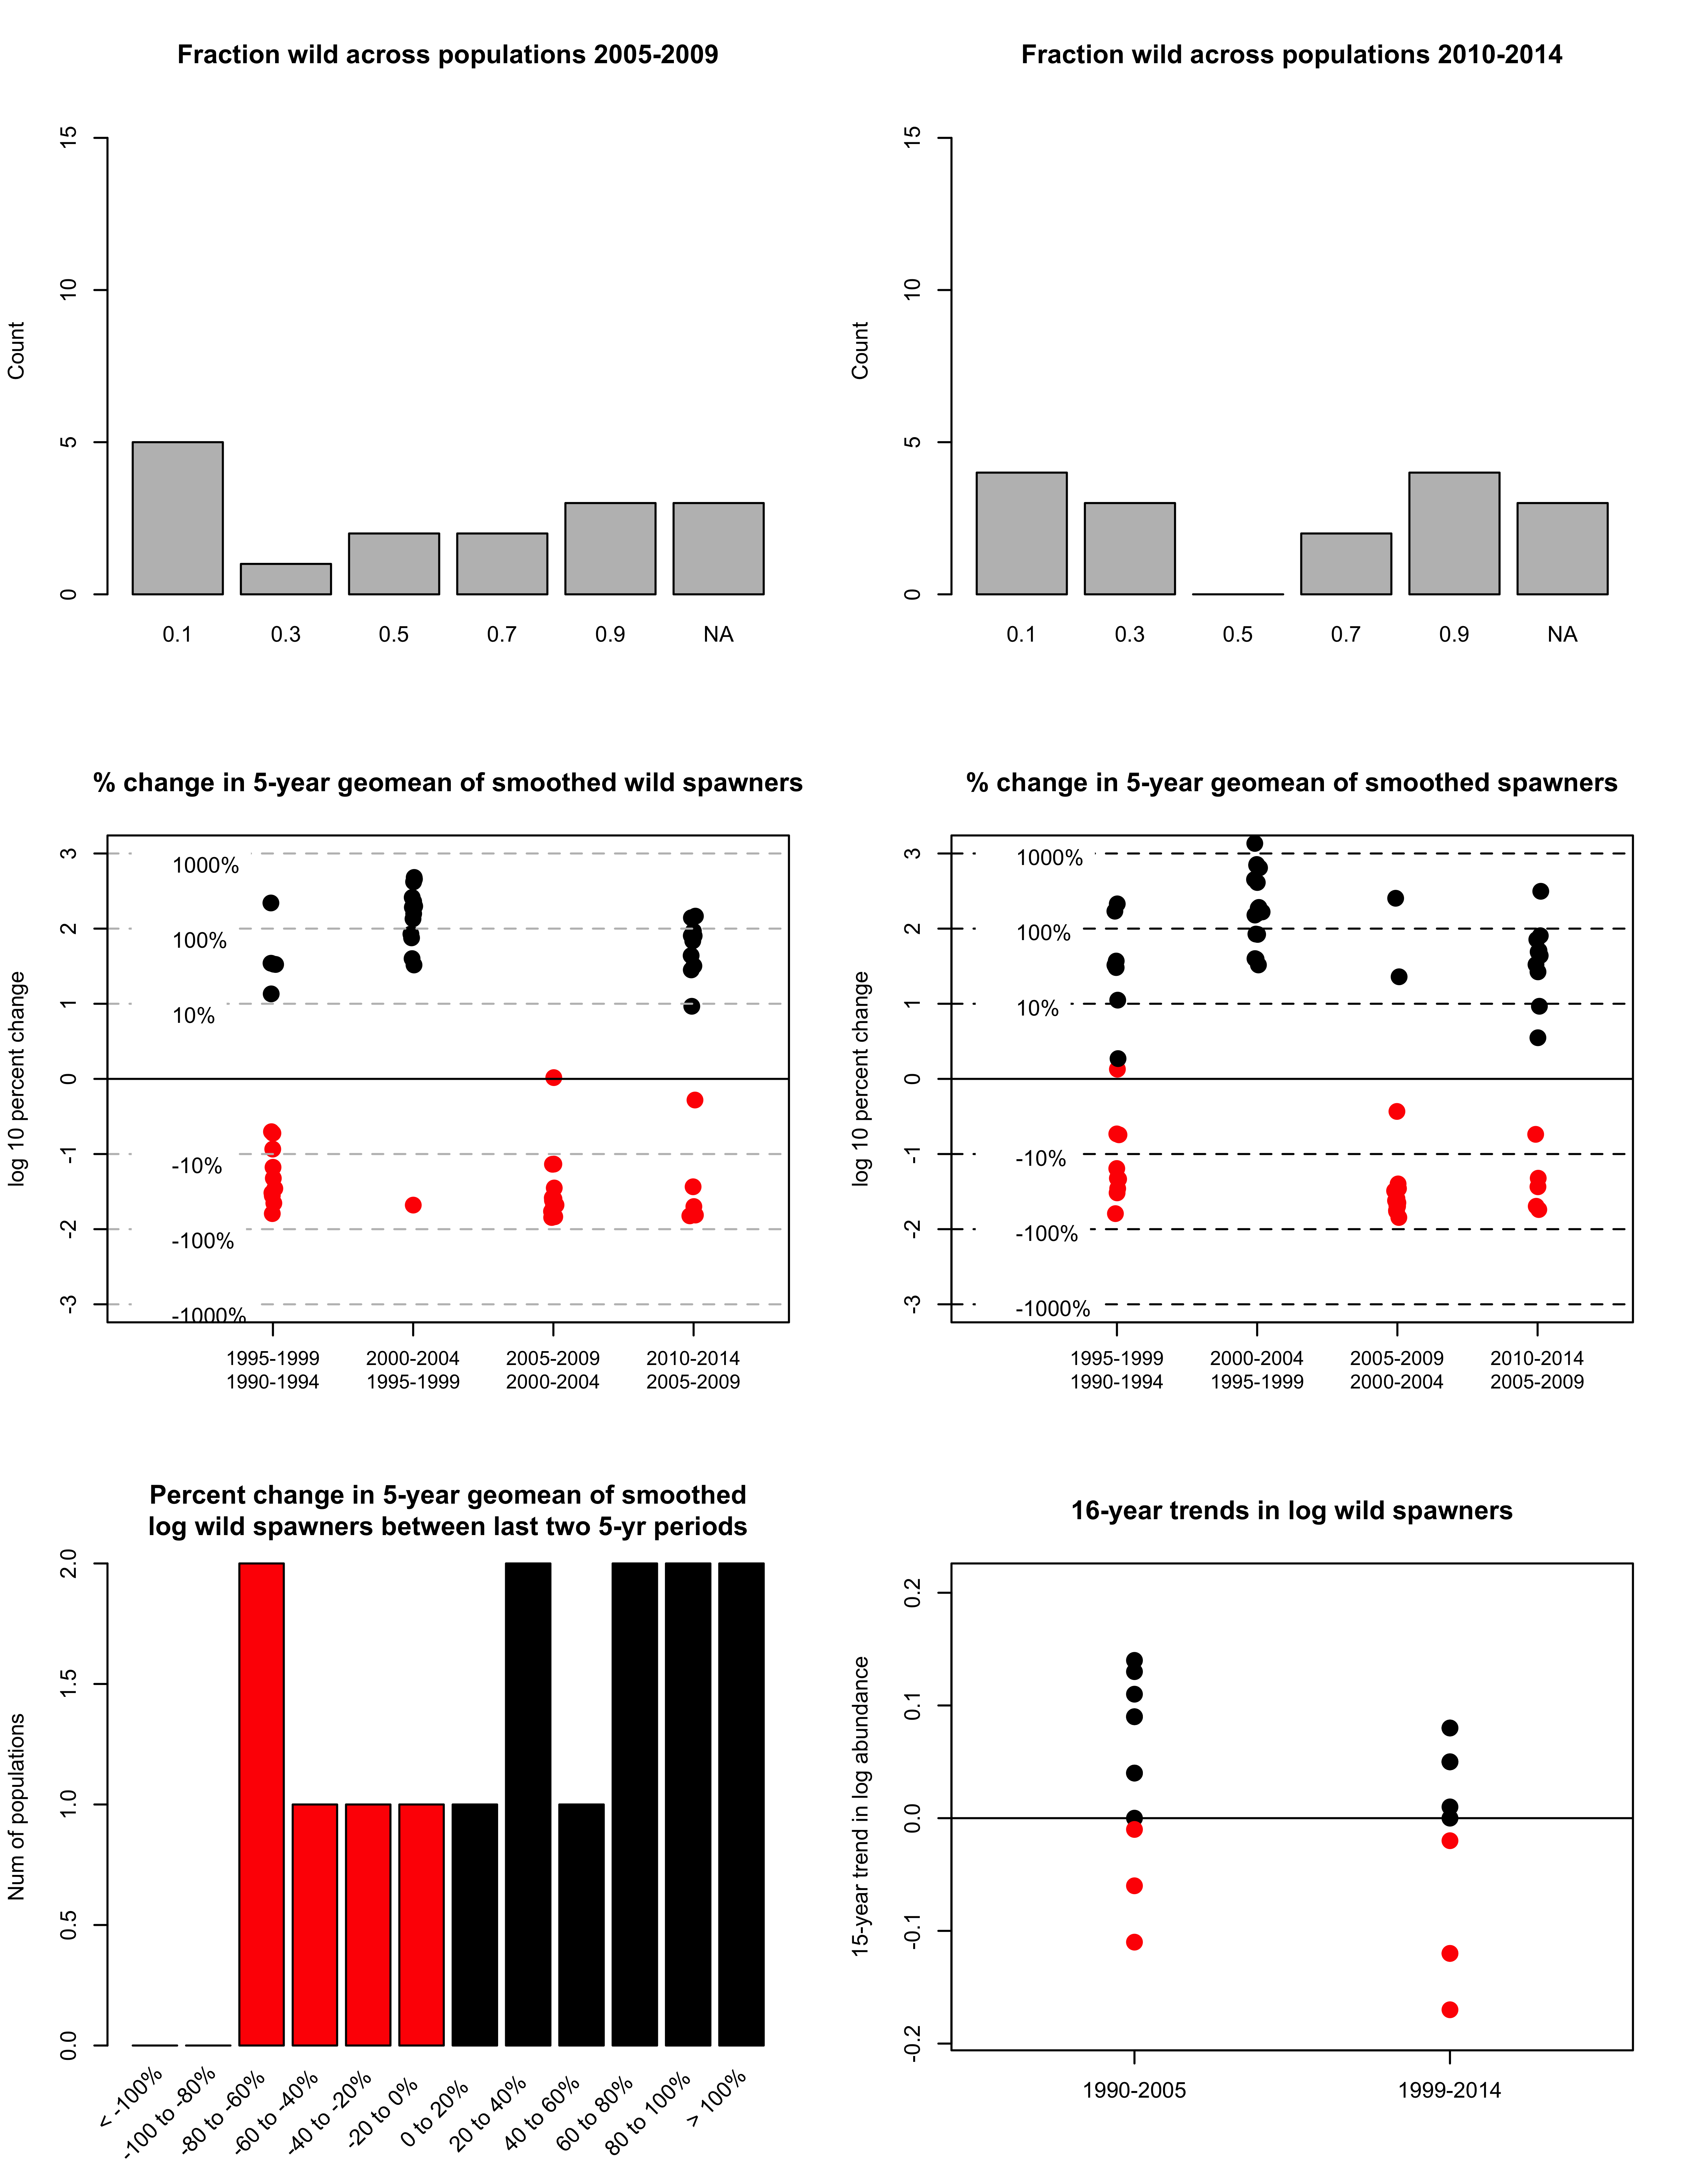 Fraction wild across populations 2005-2009
Count
15
10
5
0
0.1 0.3 0.5 0.7 0.9 NA
Fraction wild across populations 2010-2014
Count
15
10
5
0
0.1 0.3 0.5 0.7 0.9 NA
% change in 5-year geomean of smoothed wild spawners
log 10 percent change
3
2
1
0
-1
-2
-3
1000%
100%
10%
-10%
-100%
-1000%
1995-1999 2000-2004 2005-2009 2010-2014
1990-1994 1995-1999 2000-2004 2005-2009
% change in 5-year geomean of smoothed spawners
log 10 percent change
3
2
1
0
-1
-2
-3
1000%
100%
10%
-10%
-100%
-1000%
1995-1999 2000-2004 2005-2009 2010-2014
1990-1994 1995-1999 2000-2004 2005-2009
Percent change in 5-year geomean of smoothed
log wild spawners between last two 5-yr periods
Num of populations
2.0
1.5
1.0
0.5
0.0
< -100%
-100 to -80%
-80 to -60%
-60 to -40%
-40 to -20%
-20 to 0%
0 to 20%
20 to 40%
40 to 60%
60 to 80%
80 to 100%
> 100%
16-year trends in log wild spawners
15-year trend in log abundance
0.2
0.1
0.0
-0.1
-0.2
1990-2005 1999-2014